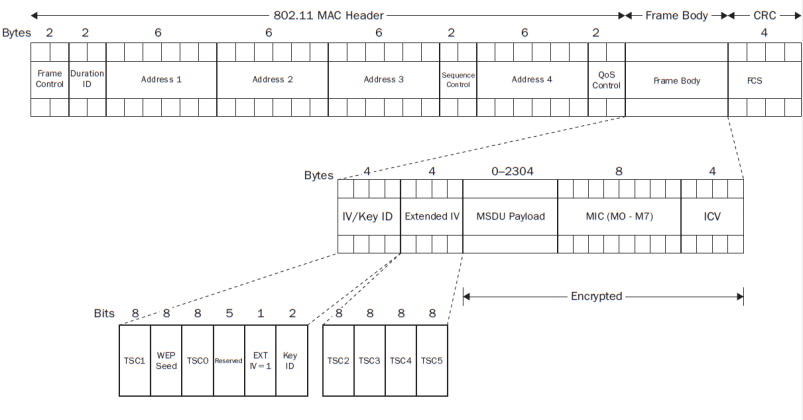 802.11 MAC Header Frame Body CRC
Bytes 2 2 6 6 6 2 6 2 4
Frame Control
Duration ID
Address 1
Address 2
Address 3
Sequence Control
Address 4
QoS Control
Frame Body
FCS
Bytes 4 4 0–2304 8 4
IV/Key ID
Extended IV
MSDU Payload
MIC (MO - M7)
ICV
Encrypted
Bits 8 8 8 5 1 2 8 8 8 8
TSC1
WEP Seed
TSCO
Reserved
EXT IV=1
Key ID
TSC2
TSC3
TSC4
TSC5